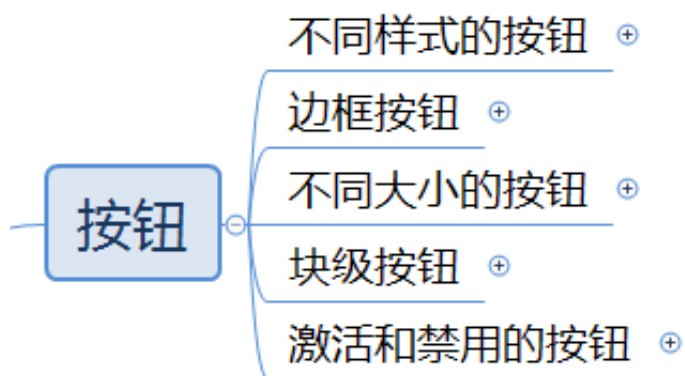 不同样式的按钮
边框按钮
不同大小的按钮
按钮
块级按钮
激活和禁用的按钮